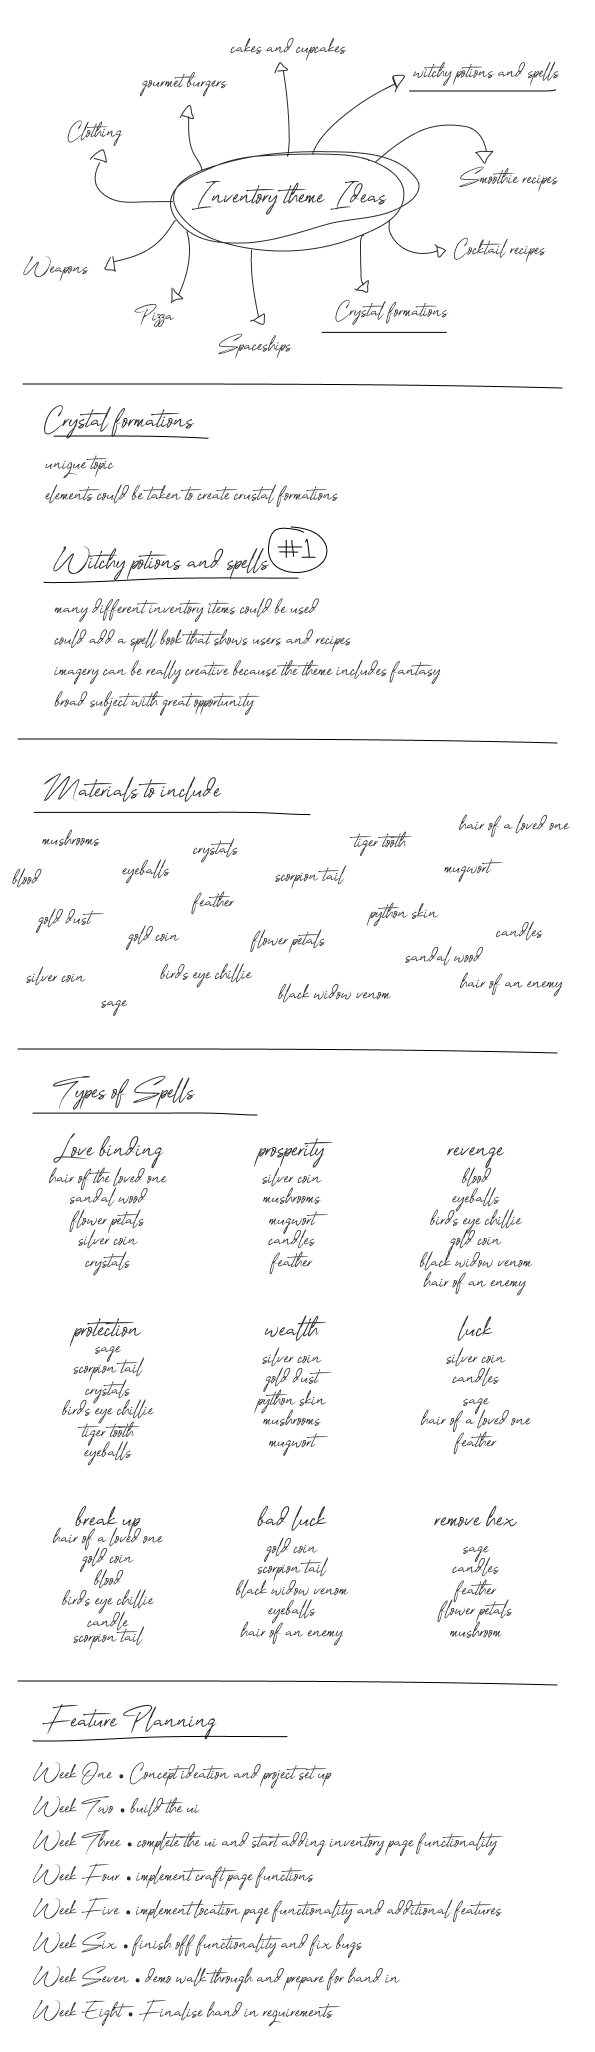 cakes and cupcakes
witchy potions and spells
gourmet burgers
Clothing
Smoothie recipes
Inventory theme Ideas
Cocktail recipes
Weapons
Pizza
Crystal formations
Spaceships
Crystal formations
unique topic
elements could be taken to create crustal formations
Witchy potions and spells #1
many different inventory items could be used
could add a spell book that shows users and recipes
imagery can be really creative because the theme includes fantasy
broad subject with great opportunity
Materials to include
hair of a loved one
mushrooms
tiger tooth
crystals
mugwort
eyeballs
blood
scorpion tail
feather
python skin
gold dust
candles
gold coin
flower petals
sandal wood
birds eye chillie
silver coin
hair of an enemy
black widow venom
sage
Types of Spells
Love binding
hair of the loved one
sandal wood
flower petals
silver coin
crystals
prosperity
silver coin
mushrooms
mugwort
candles
feather
revenge
blood
eyeballs
birds eye chillie
gold coin
black widow venom
hair of an enemy
protection
sage
scorpion tail
crystals
birds eye chillie
tiger tooth
eyeballs
wealth
silver coin
gold dust
python skin
mushrooms
mugwort
luck
silver coin
candles
sage
hair of a loved one
feather
break up
hair of a loved one
gold coin
blood
birds eye chillie
candle
scorpion tail
bad luck
gold coin
scorpion tail
black widow venom
eyeballs
hair of an enemy
remove hex
sage
candles
feather
flower petals
mushroom
Feature Planning
Week One • Concept ideation and project set up
Week Two • build the ui
Week Three • complete the ui and start adding inventory page functionality
Week Four • implement craft page functions
Week Five • implement location page functionality and additional features
Week Six • finish off functionality and fix bugs
Week Seven • demo walk through and prepare for hand in
Week Eight • Finalise hand in requirements